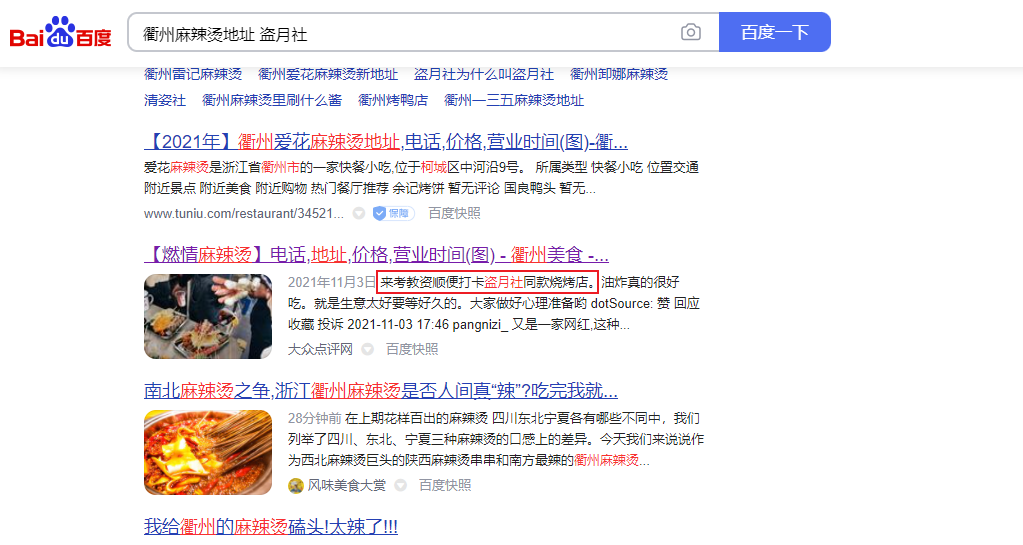 Bai du 百度
衢州麻辣烫地址 盗月社
百度一下
衢州雷记麻辣烫 衢州爱花麻辣烫新地址 盗月社为什么叫盗月社 衢州卸娜麻辣烫
清姿社 衢州麻辣烫里刷什么酱 衢州烤鸭店 衢州一三五麻辣烫地址
【2021年】衢州爱花麻辣烫地址,电话,价格,营业时间(图)-衢...
爱花麻辣烫是浙江省衢州市的一家快餐小吃,位于柯城区中河沿9号。 所属类型 快餐小吃 位置交通
附近景点 附近美食 附近购物 热门餐厅推荐 余记烤饼 暂无评论 国良鸭头 暂无...
www.tuniu.com/restaurant/34521... 保障 百度快照
【燃情麻辣烫】电话,地址,价格,营业时间(图) - 衢州美食 -...
2021年11月3日 来考教资顺便打卡盗月社同款烧烤店。油炸真的很好
吃。就是生意太好要等好久的。大家做好心理准备哟 dotSource: 赞 回应
收藏 投诉 2021-11-03 17:46 pangnizi_ 又是一家网红,这种...
大众点评网 百度快照
南北麻辣烫之争,浙江衢州麻辣烫是否人间真“辣”?吃完我就...
28分钟前 在上期花样百出的麻辣烫 四川东北宁夏各有哪些不同中，我们
列举了四川、东北、宁夏三种麻辣烫的口感上的差异。今天我们来说说作
为西北麻辣烫巨头的陕西麻辣烫串串和南方最辣的衢州麻辣烫...
风味美食大赏 百度快照
我给衢州的麻辣烫磕头!太辣了!!!